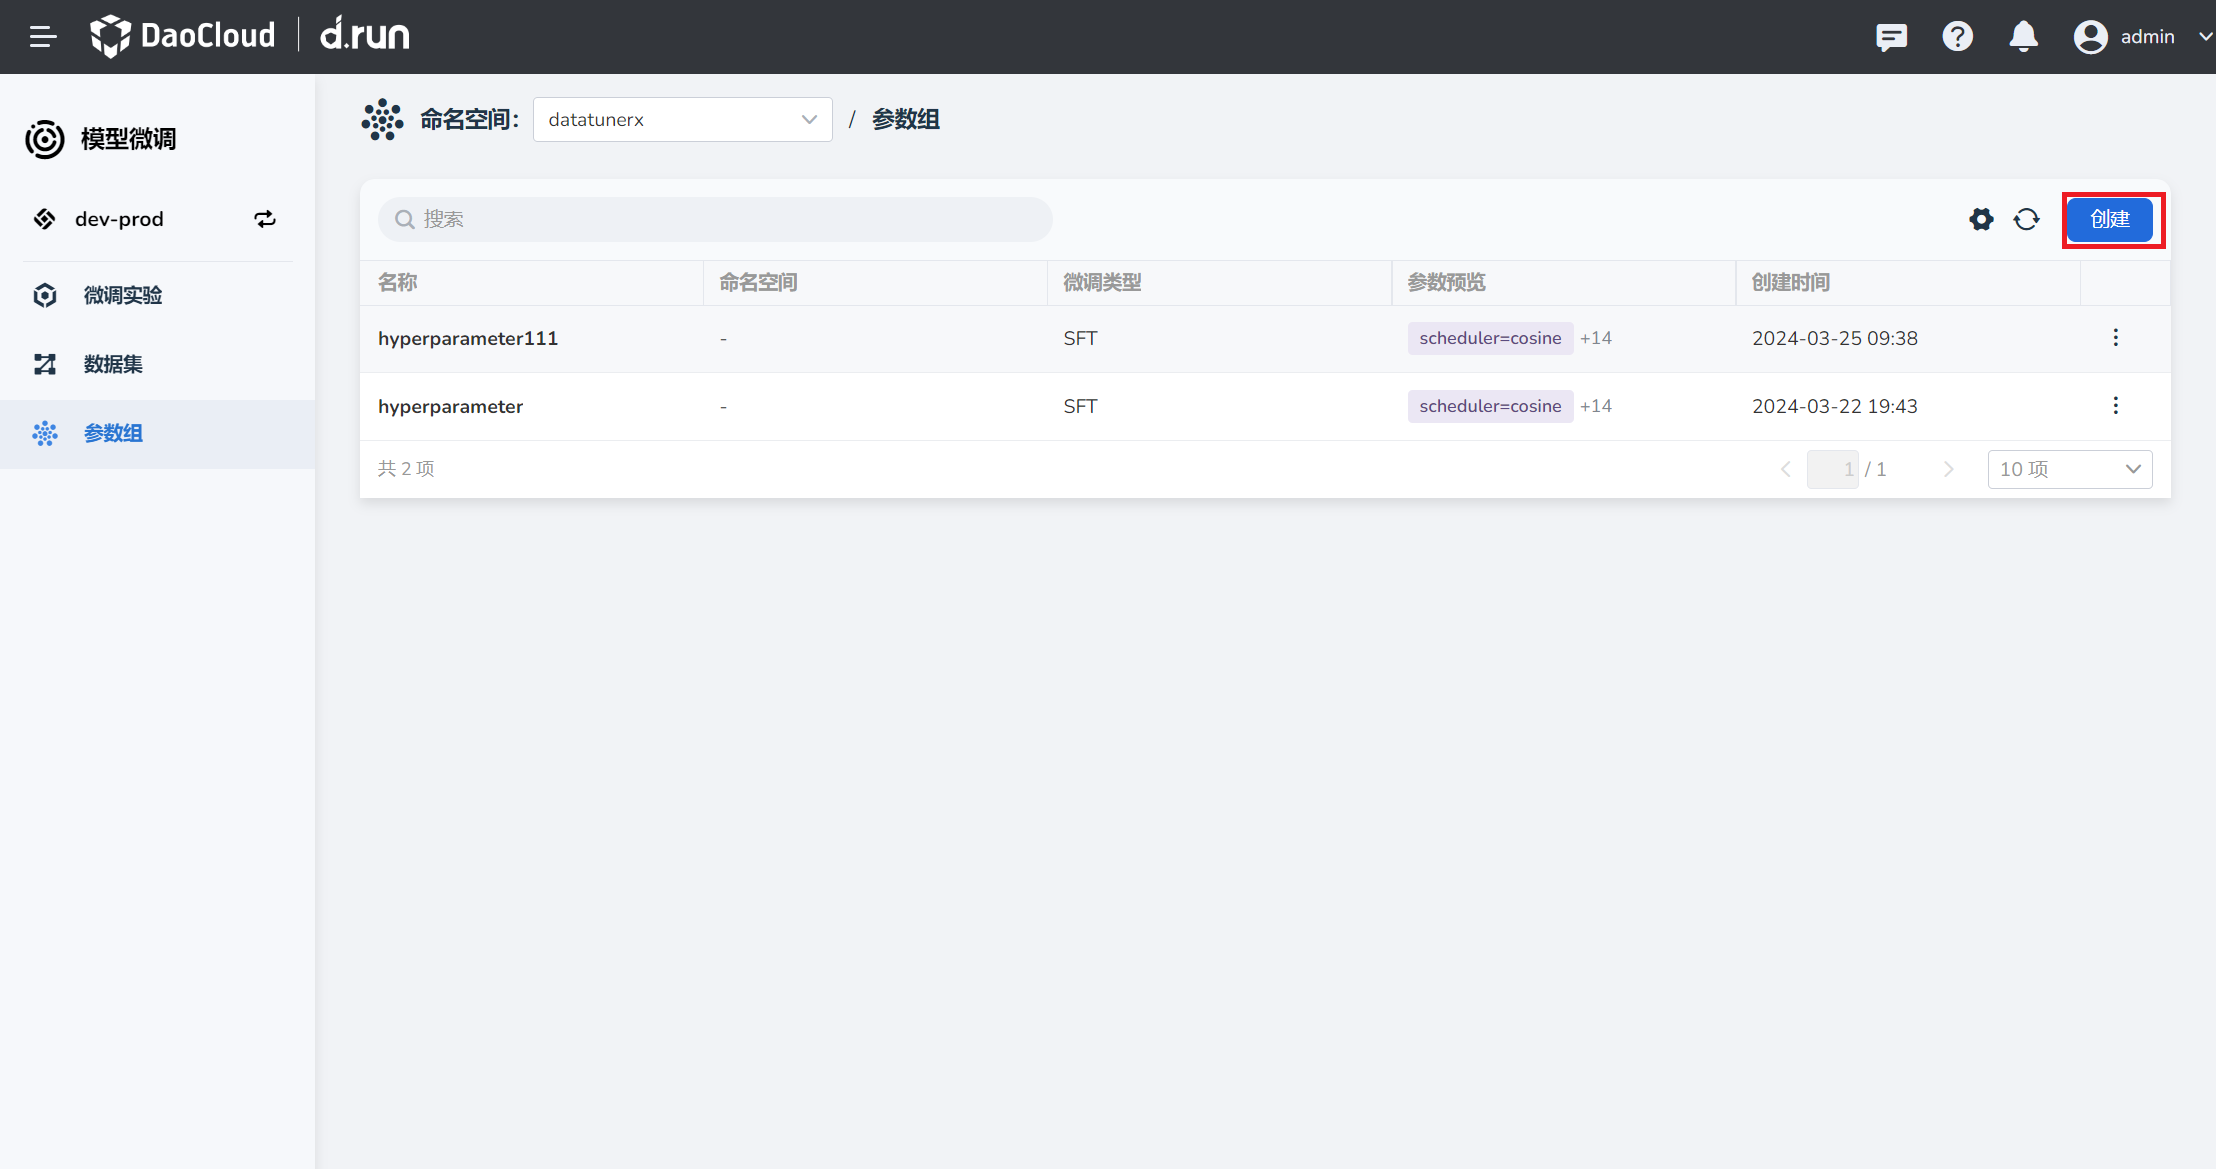 DaoCloud | d.run
admin
模型微调
dev-prod
微调实验
数据集
参数组
命名空间: datatunerx / 参数组
搜索
创建
名称 命名空间 微调类型 参数预览 创建时间
hyperparameter111 - SFT scheduler=cosine +14 2024-03-25 09:38
hyperparameter - SFT scheduler=cosine +14 2024-03-22 19:43
共 2 项 1 / 1 10 项